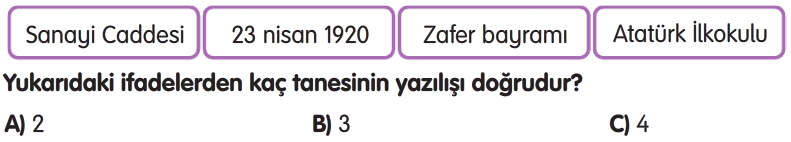 Sanayi Caddesi 23 nisan 1920 Zafer bayramı Atatürk İlkokulu
Yukarıdaki ifadelerden kaç tanesinin yazılışı doğrudur?
A) 2 B) 3 C) 4